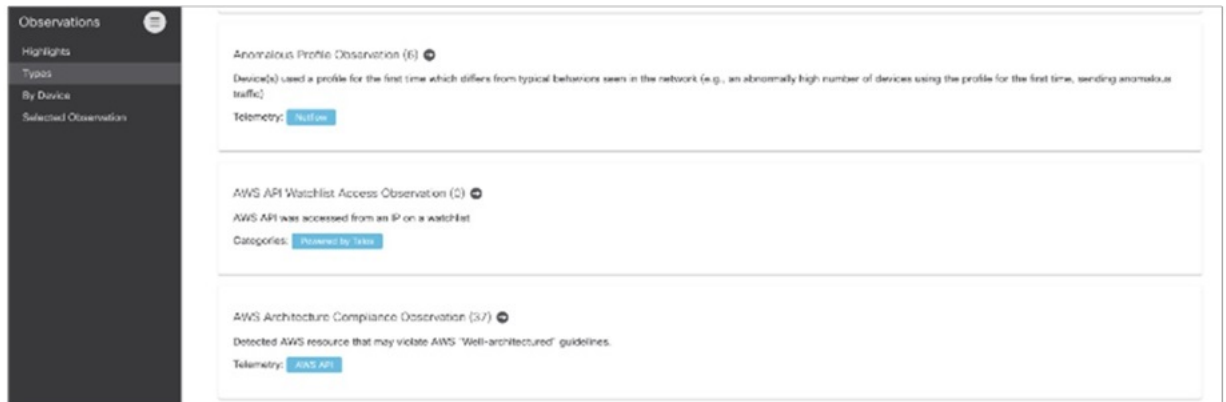 Observations
Highlights
Types
By Device
Selected Observation
Anomalous Profile Observation (6)
Device(s) used a profile for the first time which differs from typical behaviors seen in the network (e.g., an abnormally high number of devices using the profile for the first time, sending anomalous
traffic)
Telemetry: Netflow
AWS API Watchlist Access Observation (0)
AWS API was accessed from an IP on a watchlist
Categories: Powered by Talos
AWS Architecture Compliance Observation (37)
Detected AWS resource that may violate AWS "Well-architectured" guidelines.
Telemetry: AWS API